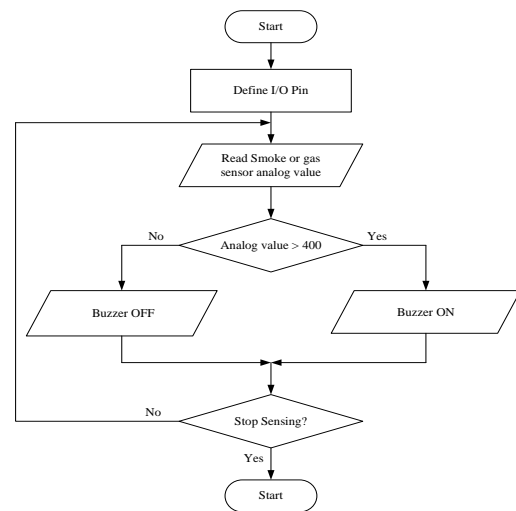 Start
Define I/O Pin
Read Smoke or gas
sensor analog value
No
Analog value > 400
Yes
Buzzer OFF
Buzzer ON
No
Stop Sensing?
Yes
Start